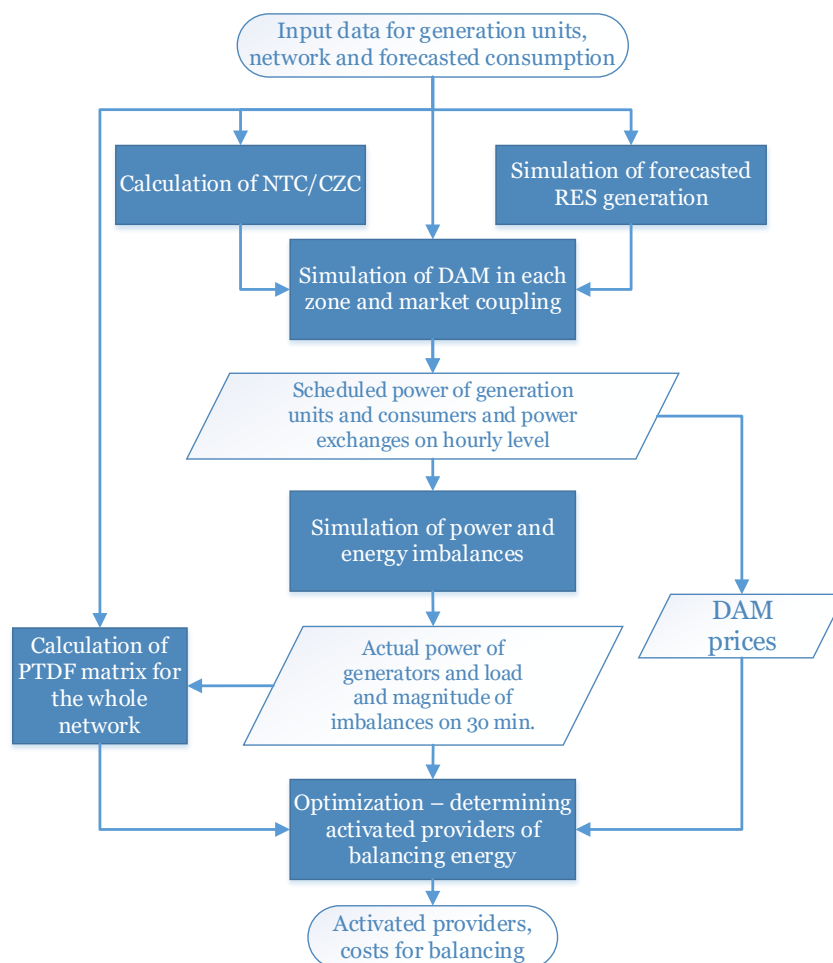 Input data for generation units,
network and forecasted consumption
Calculation of NTC/CZC
Simulation of forecasted
RES generation
Simulation of DAM in each
zone and market coupling
Scheduled power of generation
units and consumers and power
exchanges on hourly level
Simulation of power and
energy imbalances
DAM
prices
Calculation of
PTDF matrix for
the whole
network
Actual power of
generators and load
and magnitude of
imbalances on 30 min.
Optimization – determining
activated providers of
balancing energy
Activated providers,
costs for balancing